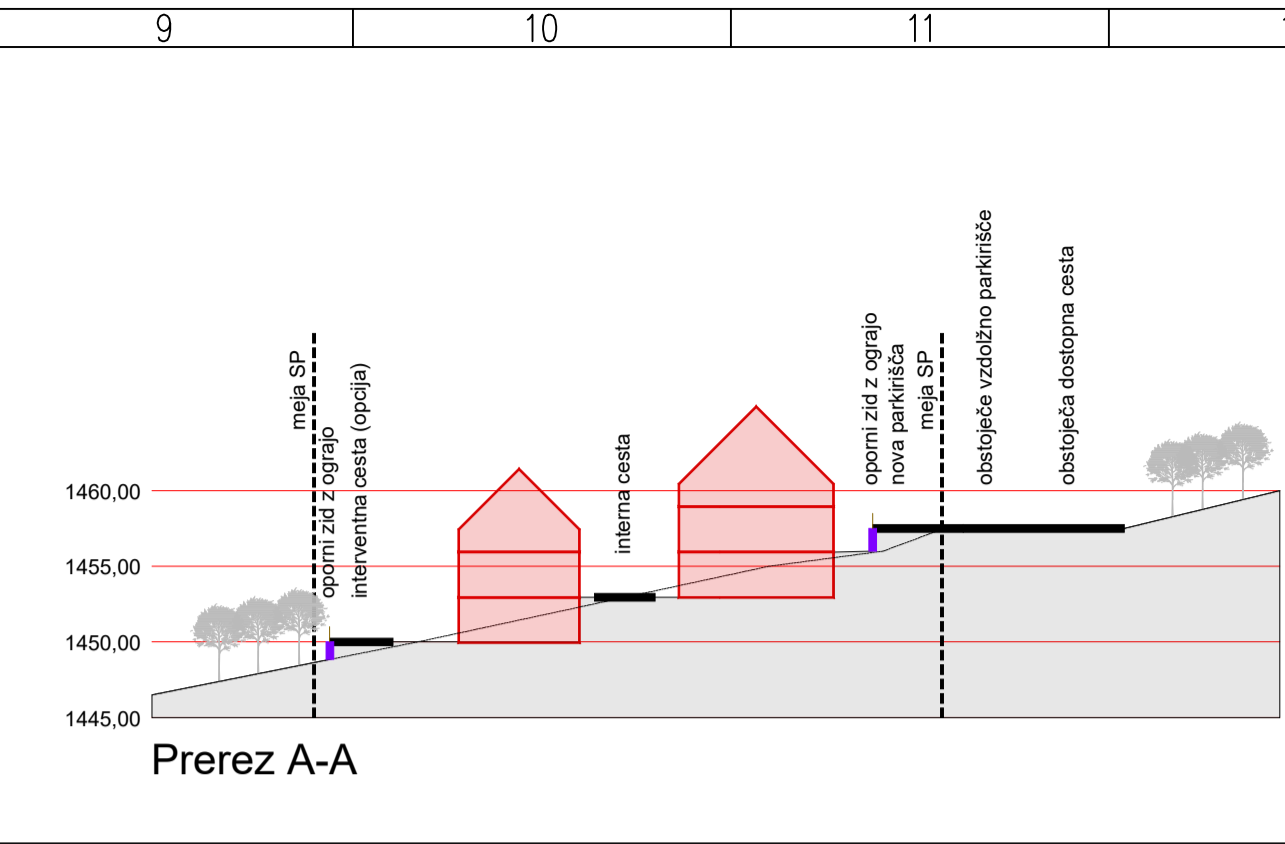 9
10
11
meja SP
oporni zid z ograjo
interventna cesta (opcija)
interna cesta
oporni zid z ograjo
nova parkirišča
meja SP
obstoječe vzdolžno parkirišče
obstoječa dostopna cesta
1460,00
1455,00
1450,00
1445,00
Prerez A-A